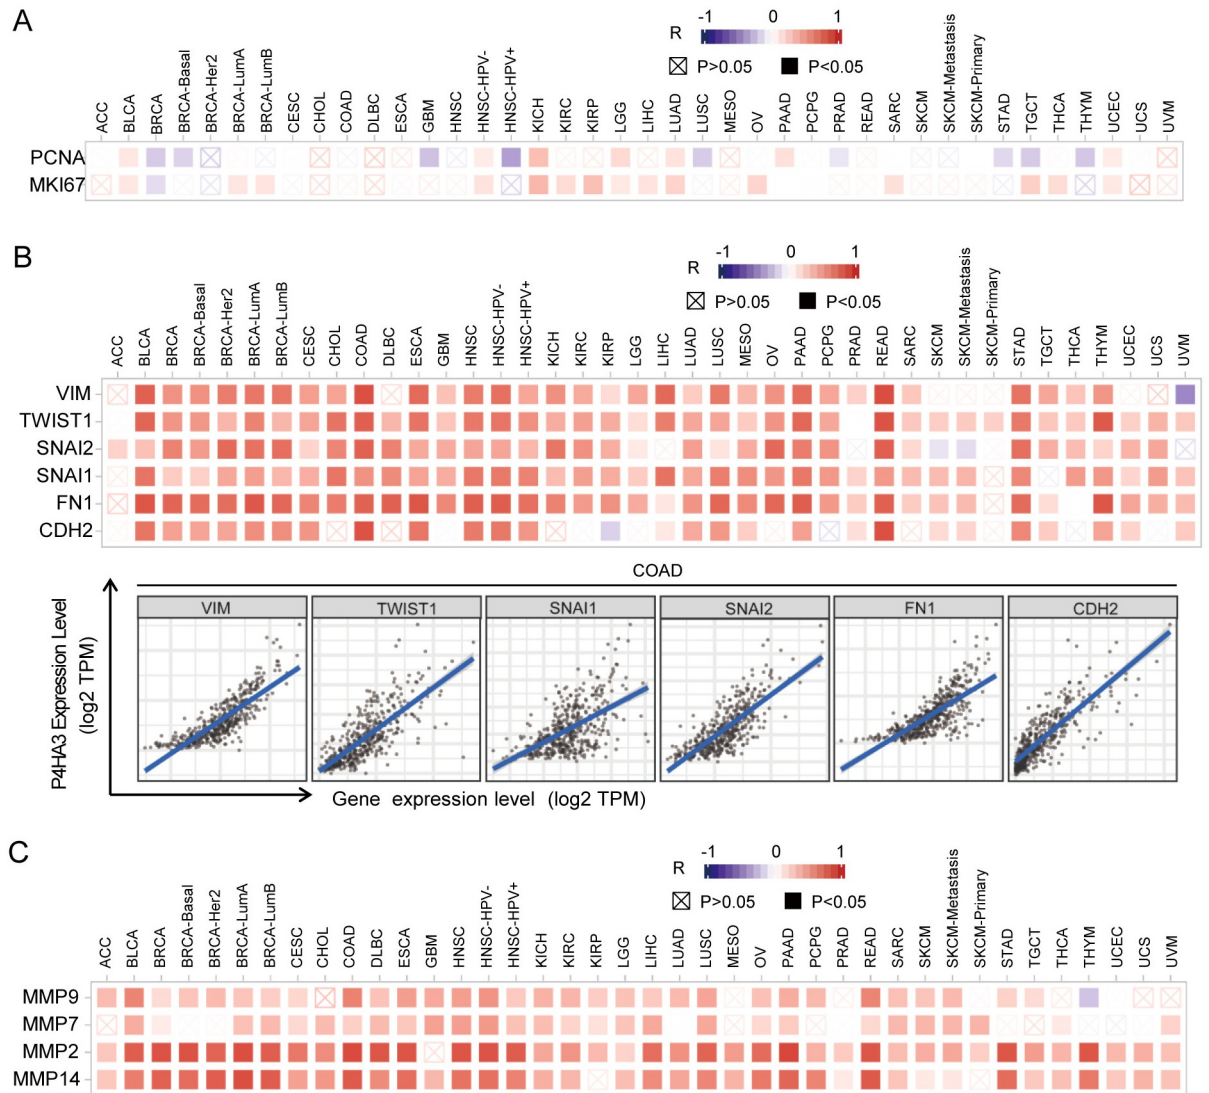 A
R -1 0 1
P>0.05 P<0.05
ACC BLCA BRCA BRCA-Basal BRCA-Her2 BRCA-LumA BRCA-LumB CESC CHOL COAD DLBC ESCA GBM HNSC HNSC-HPV- HNSC-HPV+ KICH KIRC KIRP LGG LIHC LUAD LUSC MESO OV PAAD PCPG PRAD READ SARC SKCM SKCM-Metastasis SKCM-Primary STAD TGCT THCA THYM UCEC UCS UVM
PCNA
MKI67
B
R -1 0 1
P>0.05 P<0.05
ACC BLCA BRCA BRCA-Basal BRCA-Her2 BRCA-LumA BRCA-LumB CESC CHOL COAD DLBC ESCA GBM HNSC HNSC-HPV- HNSC-HPV+ KICH KIRC KIRP LGG LIHC LUAD LUSC MESO OV PAAD PCPG PRAD READ SARC SKCM SKCM-Metastasis SKCM-Primary STAD TGCT THCA THYM UCEC UCS UVM
VIM
TWIST1
SNAI2
SNAI1
FN1
CDH2
COAD
VIM TWIST1 SNAI1 SNAI2 FN1 CDH2
P4HA3 Expression Level
(log2 TPM)
Gene expression level (log2 TPM)
C
R -1 0 1
P>0.05 P<0.05
ACC BLCA BRCA BRCA-Basal BRCA-Her2 BRCA-LumA BRCA-LumB CESC CHOL COAD DLBC ESCA GBM HNSC HNSC-HPV- HNSC-HPV+ KICH KIRC KIRP LGG LIHC LUAD LUSC MESO OV PAAD PCPG PRAD READ SARC SKCM SKCM-Metastasis SKCM-Primary STAD TGCT THCA THYM UCEC UCS UVM
MMP9
MMP7
MMP2
MMP14